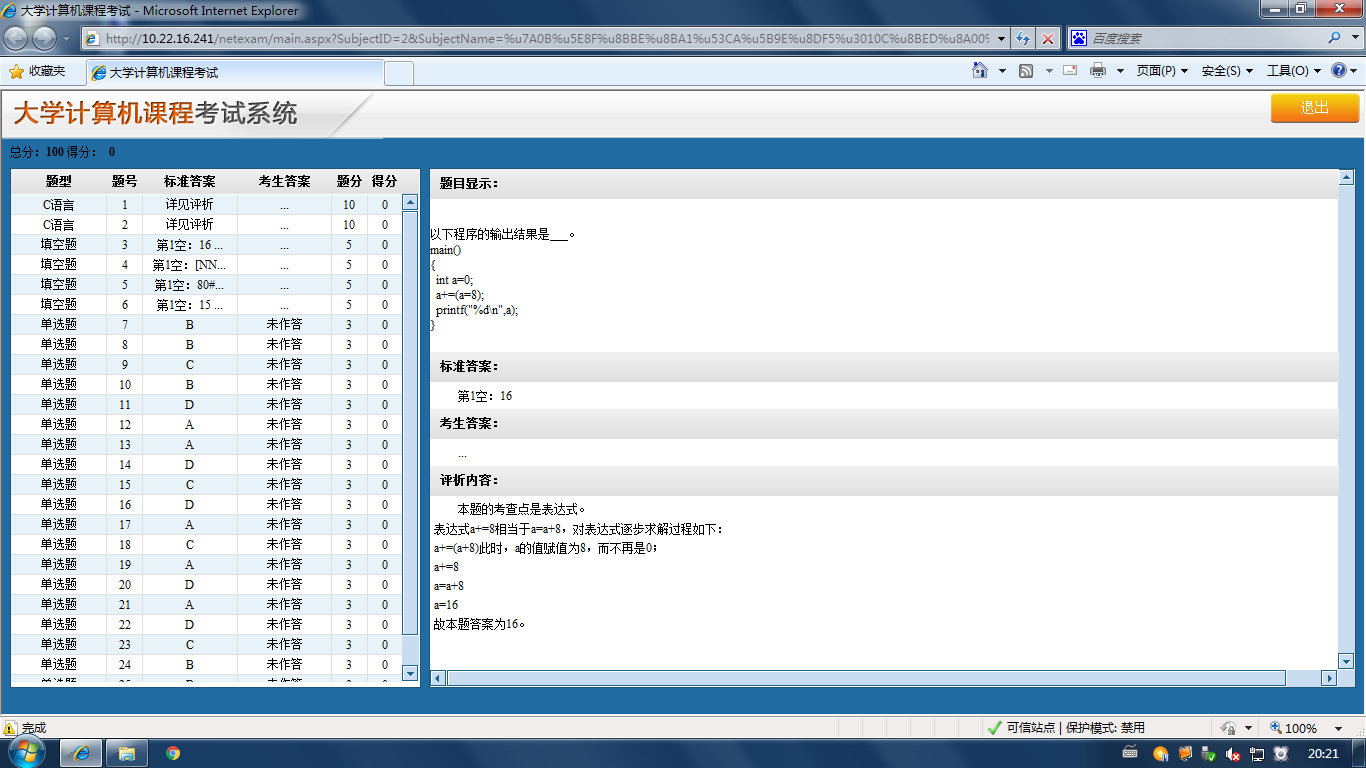 大学计算机课程考试 - Microsoft Internet Explorer
http://10.22.16.241/netexam/main.aspx?SubjectID=2&SubjectName=%u7A0B%u5E8F%u8BBE%u8BA1%u53CA%u5B9E%u8DF5%u3010C%u8BED%u8A00%
百度搜索
收藏夹 大学计算机课程考试 页面(P) 安全(S) 工具(O)
大学计算机课程考试系统
退出
总分：100 得分： 0
题型 题号 标准答案 考生答案 题分 得分
C语言 1 详见评析 ... 10 0
C语言 2 详见评析 ... 10 0
填空题 3 第1空：16 ... ... 5 0
填空题 4 第1空：[NN... ... 5 0
填空题 5 第1空：80#... ... 5 0
填空题 6 第1空：15 ... ... 5 0
单选题 7 B 未作答 3 0
单选题 8 B 未作答 3 0
单选题 9 C 未作答 3 0
单选题 10 B 未作答 3 0
单选题 11 D 未作答 3 0
单选题 12 A 未作答 3 0
单选题 13 A 未作答 3 0
单选题 14 D 未作答 3 0
单选题 15 C 未作答 3 0
单选题 16 D 未作答 3 0
单选题 17 A 未作答 3 0
单选题 18 C 未作答 3 0
单选题 19 A 未作答 3 0
单选题 20 D 未作答 3 0
单选题 21 A 未作答 3 0
单选题 22 D 未作答 3 0
单选题 23 C 未作答 3 0
单选题 24 B 未作答 3 0
题目显示：
以下程序的输出结果是___。
main()
{
int a=0;
a+=(a=8);
printf("%d\n",a);
}
标准答案：
第1空：16
考生答案：
...
评析内容：
本题的考查点是表达式。
表达式a+=8相当于a=a+8，对表达式逐步求解过程如下：
a+=(a+8)此时，a的值赋值为8，而不再是0；
a+=8
a=a+8
a=16
故本题答案为16。
完成 可信站点 | 保护模式: 禁用 100%
20:21